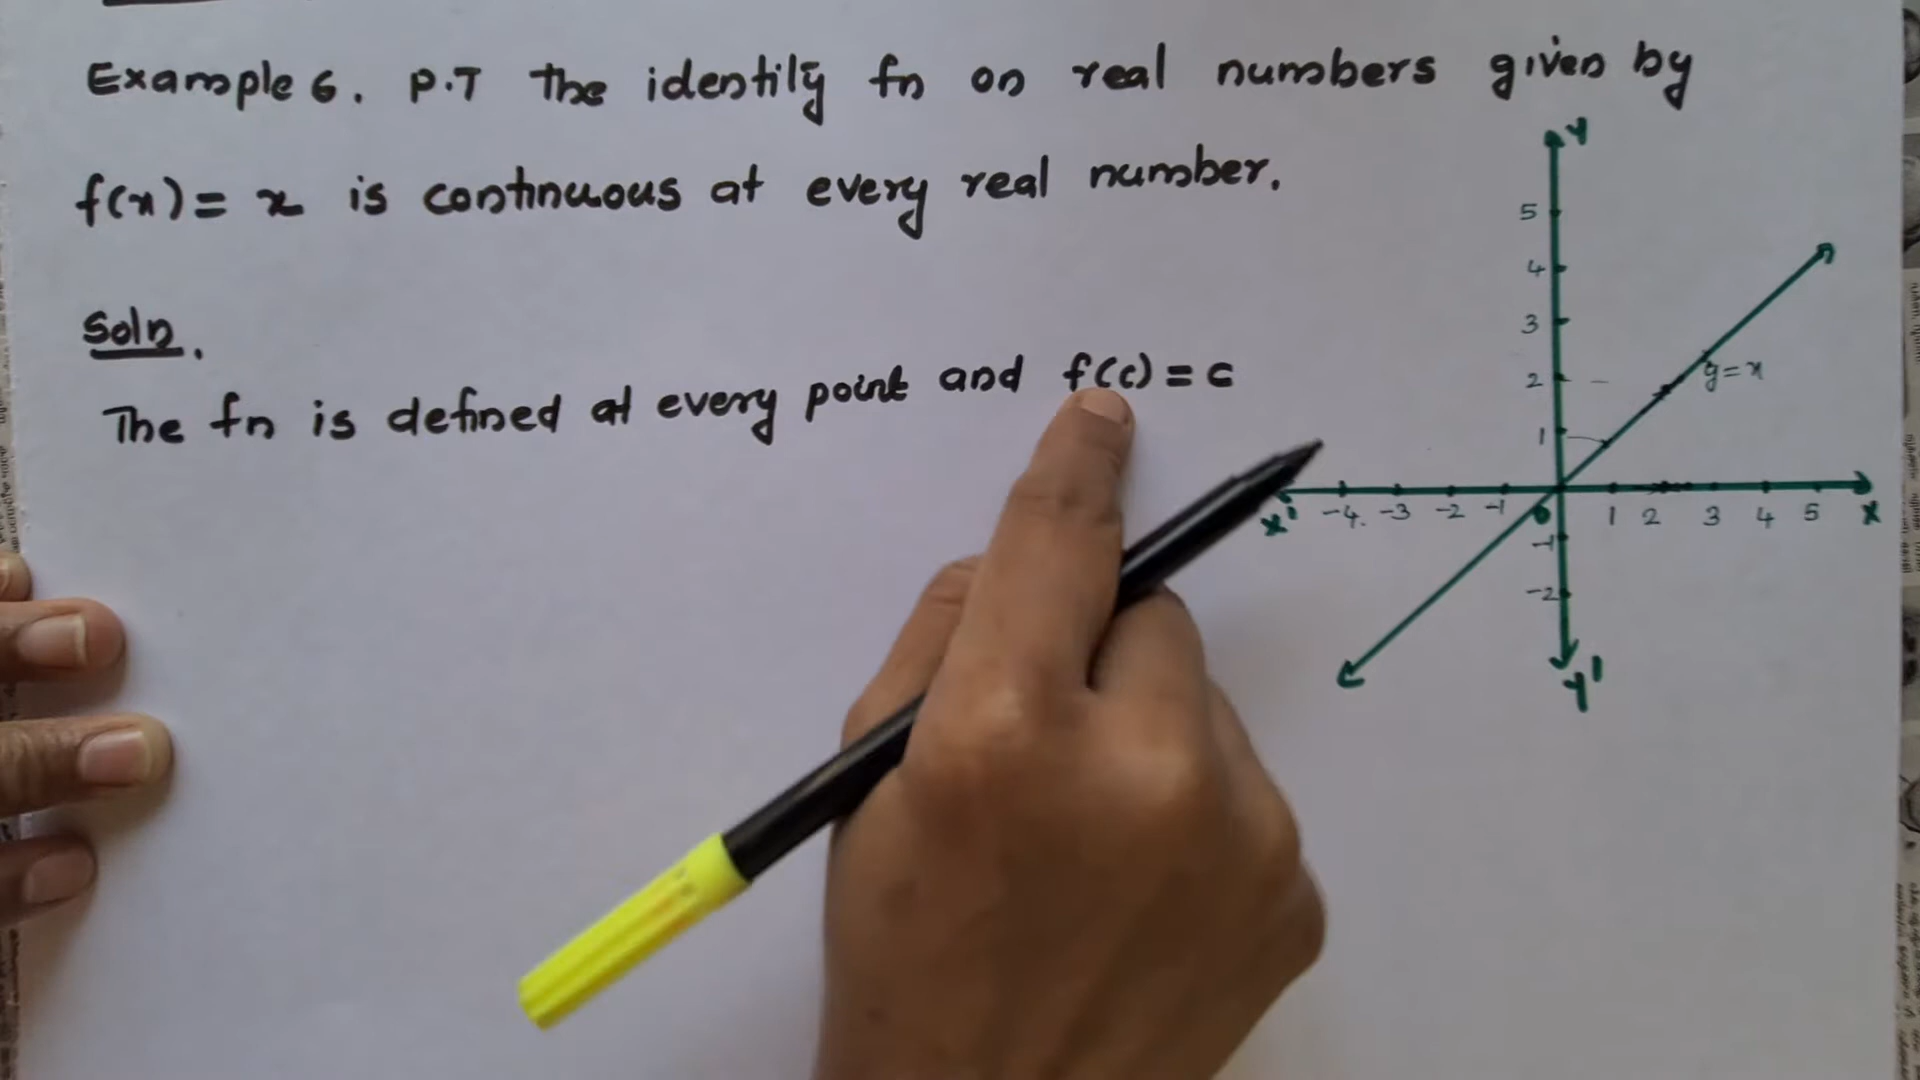 Example 6. P.T the identity fn on real numbers given by
f(x) = x is continuous at every real number.
Soln.
The fn is defined at every point and f(c) = c
Y
5
4
3
2
1
y = x
X' -4. -3 -2 -1 0 1 2 3 4 5 X
-1
-2
Y'